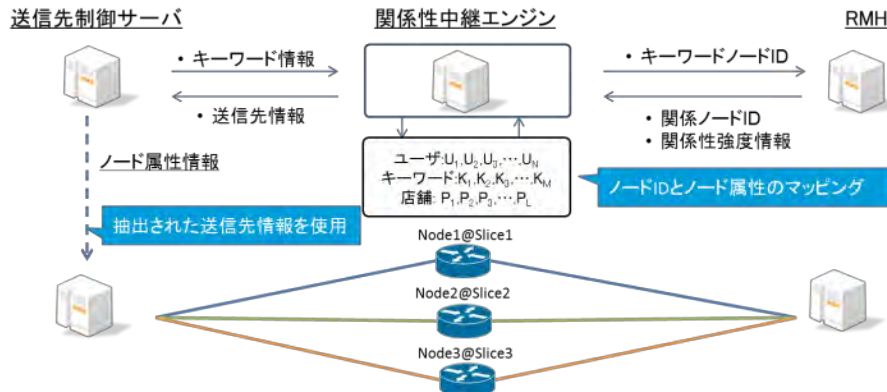 送信先制御サーバ
関係性中継エンジン
RMH
• キーワード情報
• 送信先情報
• キーワードノードID
• 関係ノードID
• 関係性強度情報
ノード属性情報
ユーザ:U1,U2,U3,…,UN
キーワード:K1,K2,K3,…,KM
店舗: P1,P2,P3,…,PL
ノードIDとノード属性のマッピング
抽出された送信先情報を使用
Node1@Slice1
Node2@Slice2
Node3@Slice3